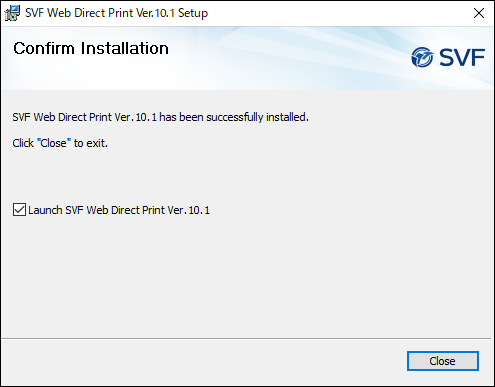 SVF Web Direct Print Ver.10.1 Setup
Confirm Installation
SVF
SVF Web Direct Print Ver.10.1 has been successfully installed.
Click "Close" to exit.
Launch SVF Web Direct Print Ver.10.1
Close